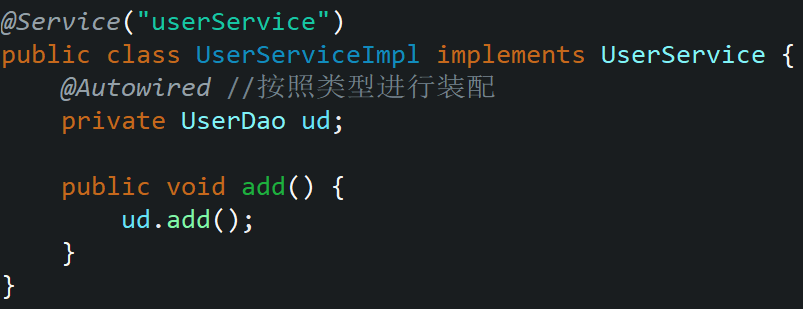 @Service("userService")
public class UserServiceImpl implements UserService {
    @Autowired //按照类型进行装配
    private UserDao ud;

    public void add() {
        ud.add();
    }
}